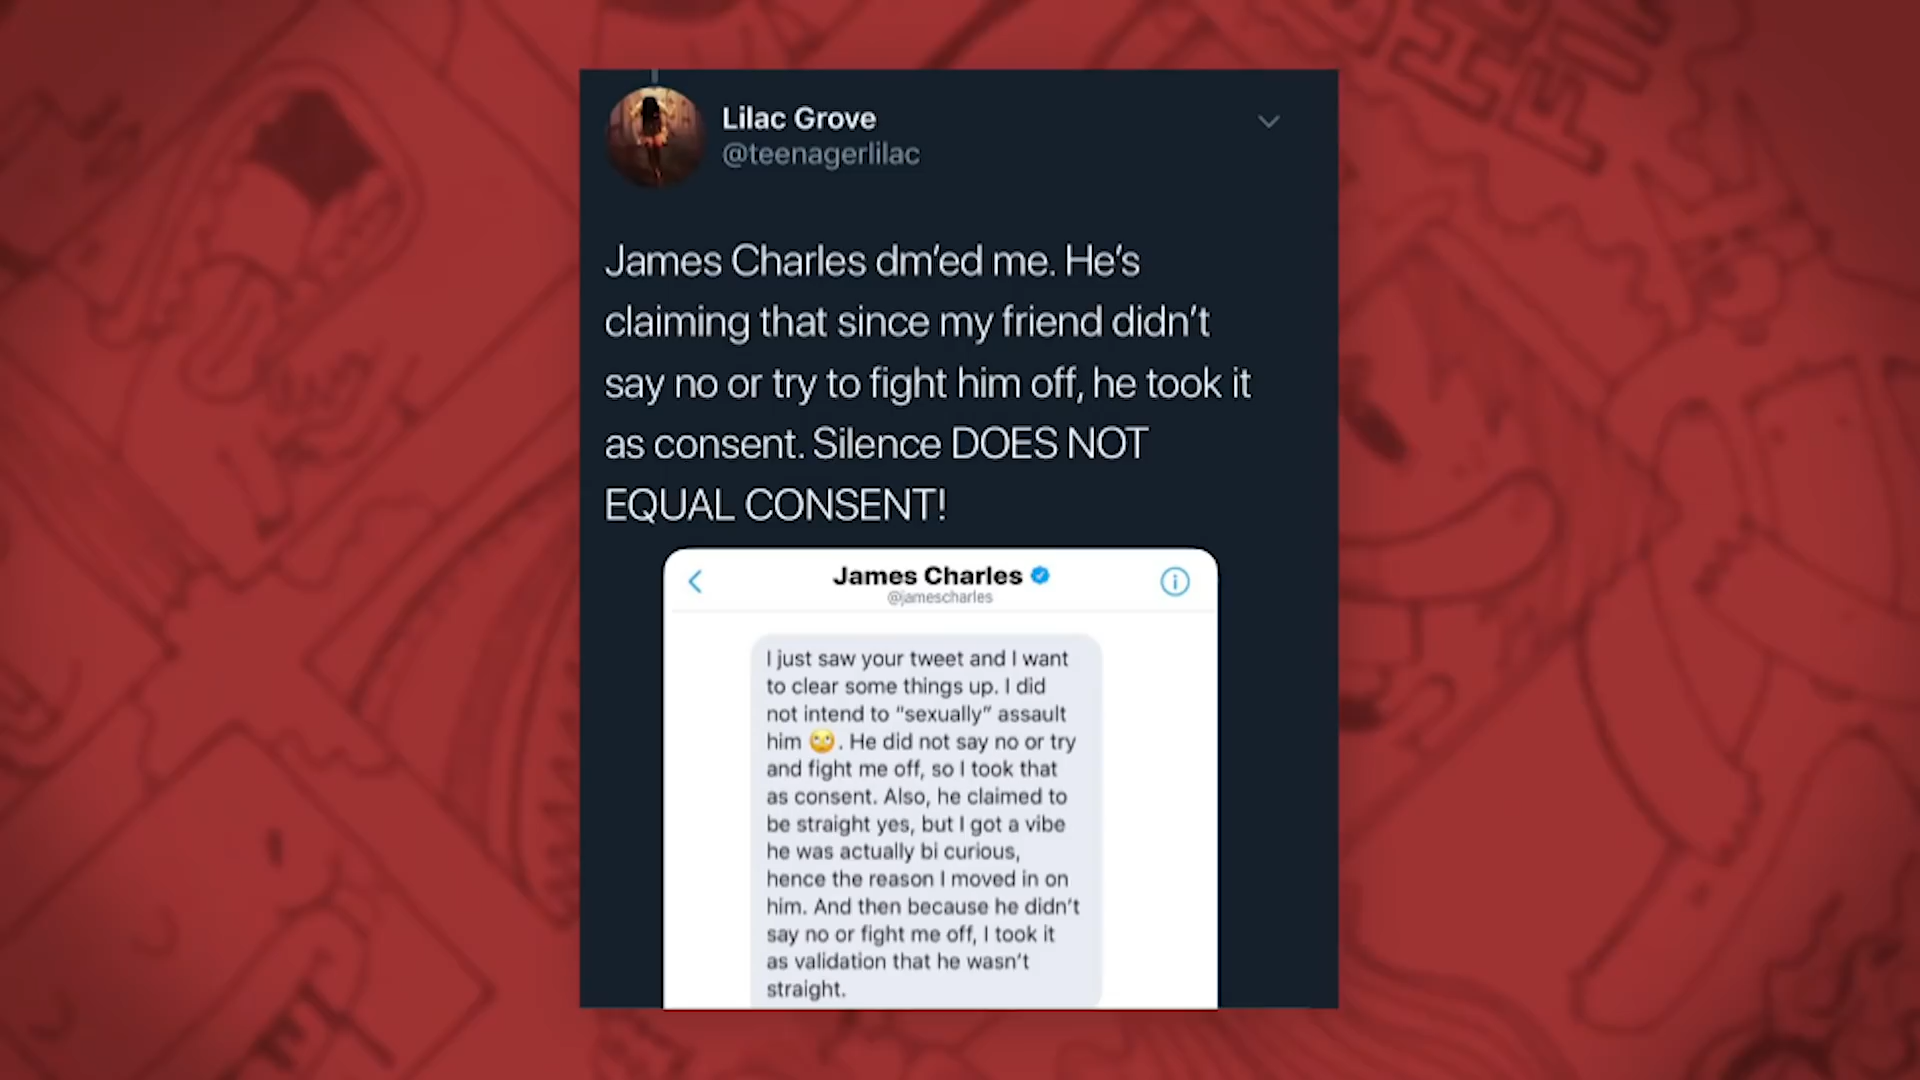 Lilac Grove
@teenagerlilac
James Charles dm’ed me. He’s
claiming that since my friend didn’t
say no or try to fight him off, he took it
as consent. Silence DOES NOT
EQUAL CONSENT!
James Charles
@jamescharles
I just saw your tweet and I want
to clear some things up. I did
not intend to “sexually” assault
him 🙄. He did not say no or try
and fight me off, so I took that
as consent. Also, he claimed to
be straight yes, but I got a vibe
he was actually bi curious,
hence the reason I moved in on
him. And then because he didn’t
say no or fight me off, I took it
as validation that he wasn’t
straight.